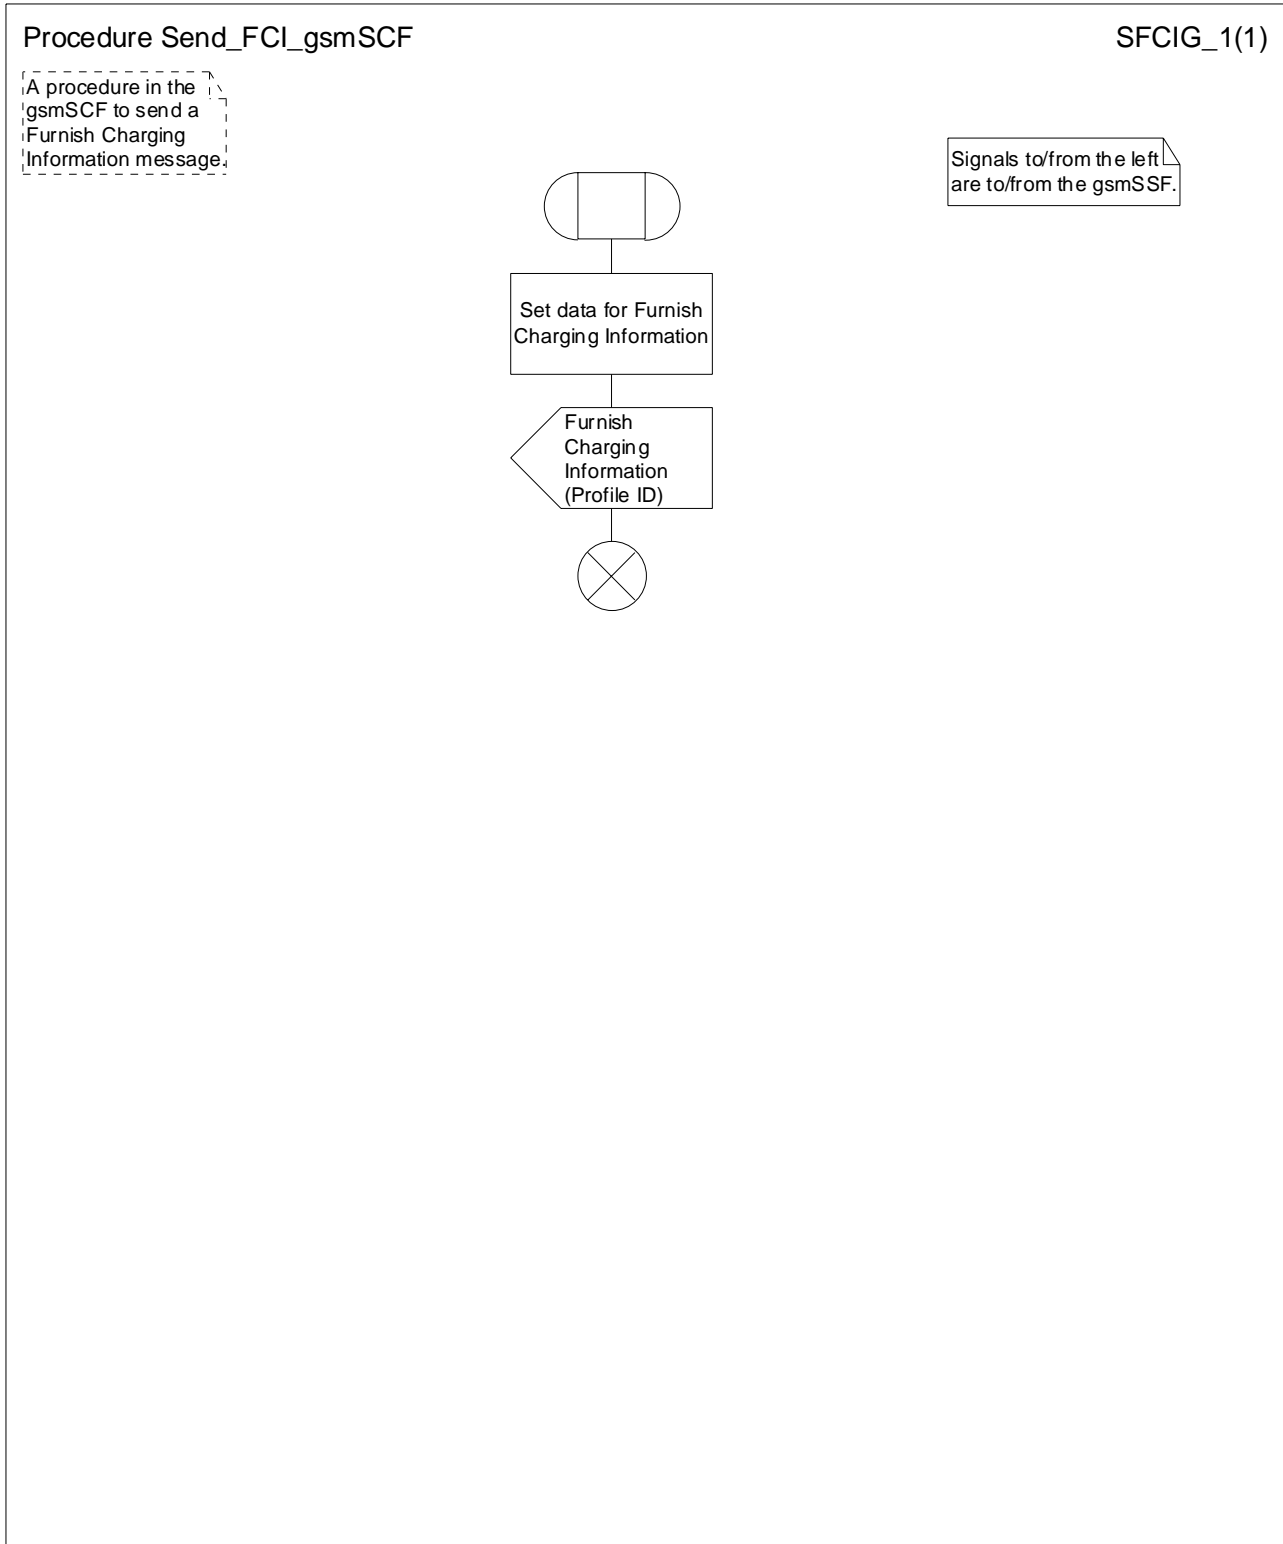 Procedure Send_FCI_gsmSCF
SFCIG_1(1)
A procedure in the
gsmSCF to send a
Furnish Charging
Information message.
Signals to/from the left
are to/from the gsmSSF.
Set data for Furnish
Charging Information
Furnish
Charging
Information
(Profile ID)